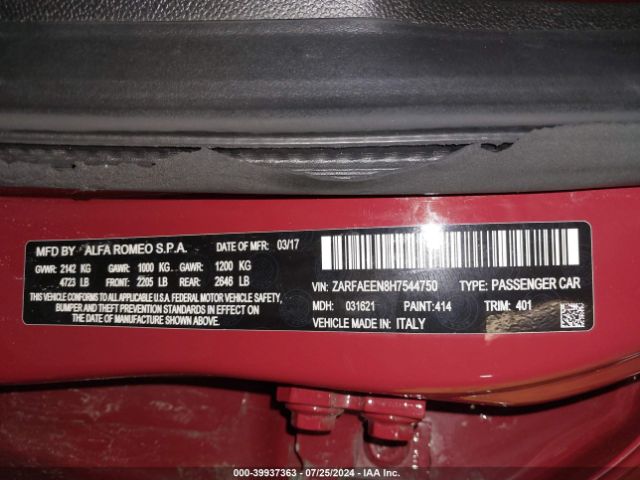 MFD BY ALFA ROMEO S.P.A. DATE OF MFR: 03/17
GVWR: 2142 KG GAWR: 1000 KG GAWR: 1200 KG
4723 LB FRONT: 2205 LB REAR: 2646 LB
THIS VEHICLE CONFORMS TO ALL APPLICABLE U.S.A. FEDERAL MOTOR VEHICLE SAFETY,
BUMPER AND THEFT PREVENTION STANDARDS IN EFFECT ON
THE DATE OF MANUFACTURE SHOWN ABOVE.
VIN: ZARFAEEN8H7544750 TYPE: PASSENGER CAR
MDH: 031621 PAINT:414 TRIM: 401
VEHICLE MADE IN: ITALY
000-39937363 - 07/25/2024 - IAA Inc.